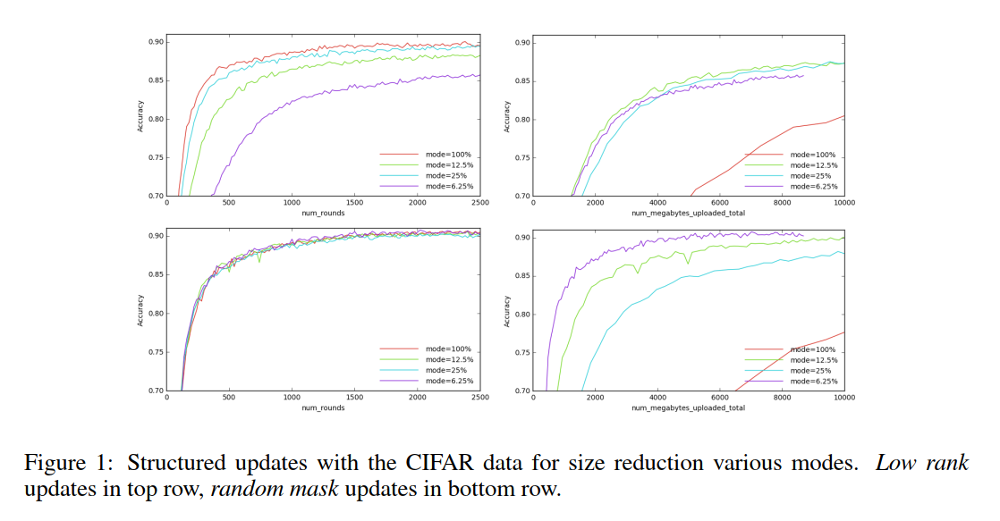 0.90
0.85
0.80
0.75
0.70
Accuracy
0 500 1000 1500 2000 2500
num_rounds
mode=100%
mode=12.5%
mode=25%
mode=6.25%
0.90
0.85
0.80
0.75
0.70
Accuracy
0 2000 4000 6000 8000 10000
num_megabytes_uploaded_total
mode=100%
mode=12.5%
mode=25%
mode=6.25%
0.90
0.85
0.80
0.75
0.70
Accuracy
0 500 1000 1500 2000 2500
num_rounds
mode=100%
mode=12.5%
mode=25%
mode=6.25%
0.90
0.85
0.80
0.75
0.70
Accuracy
0 2000 4000 6000 8000 10000
num_megabytes_uploaded_total
mode=100%
mode=12.5%
mode=25%
mode=6.25%
Figure 1: Structured updates with the CIFAR data for size reduction various modes. Low rank
updates in top row, random mask updates in bottom row.